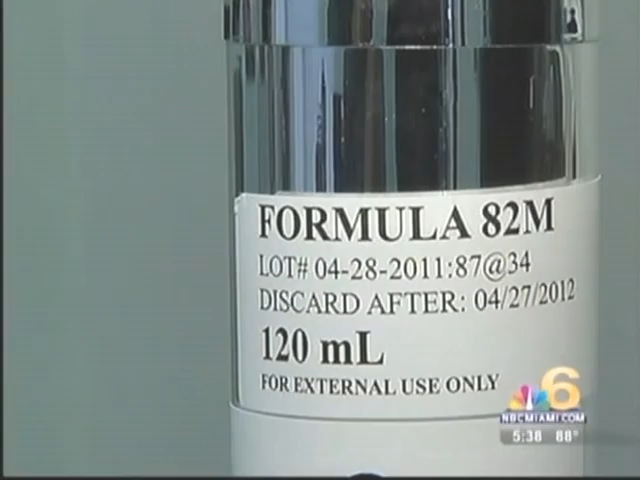 FORMULA 82M
LOT# 04-28-2011:87@34
DISCARD AFTER: 04/27/2012
120 mL
FOR EXTERNAL USE ONLY
6
NBCMIAMI.COM
5:38 88°